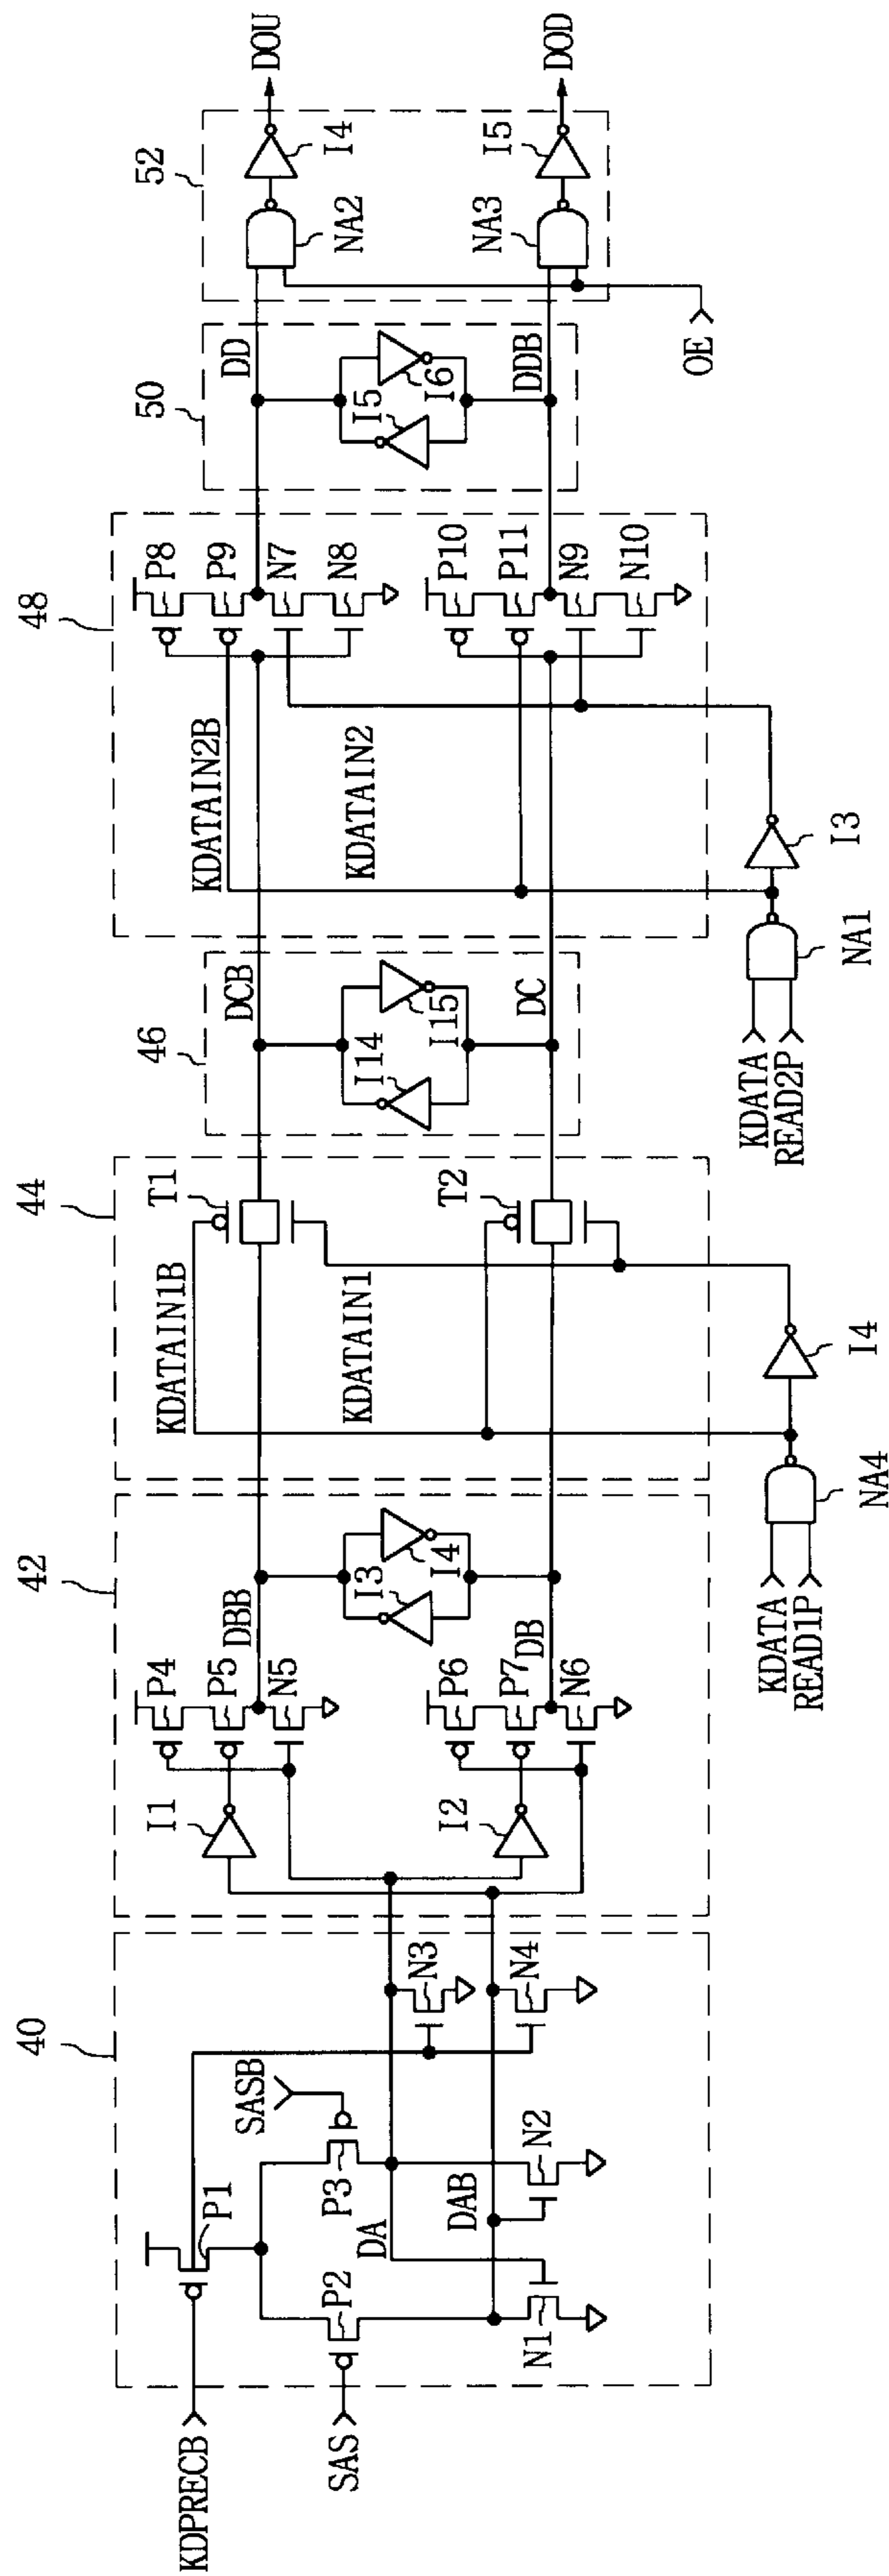 40
42
44
46
48
50
52
KDPRECB
SAS
SASB
P1
P2
P3
DA
DAB
N1
N2
N3
N4
I1
I2
P4
P5
N5
P6
P7
N6
DBB
DB
I3
I4
KDATAIN1B
KDATAIN1
T1
T2
KDATA
READ1P
NA4
I4
DCB
DC
I14
I15
KDATAIN2B
KDATAIN2
P8
P9
N7
N8
P10
P11
N9
N10
KDATA
READ2P
NA1
I3
DD
DDB
I5
I6
NA2
I4
NA3
I5
OE
DOU
DOD